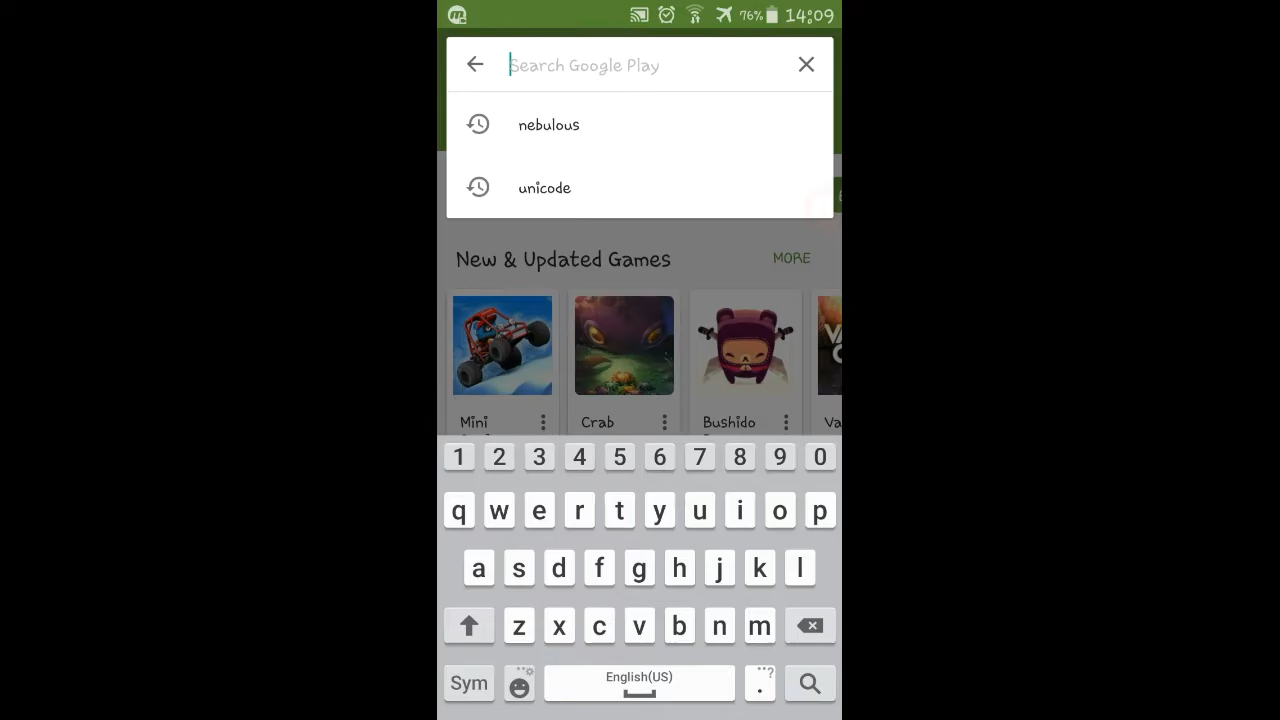 76% 14:09
Search Google Play
nebulous
unicode
New & Updated Games MORE
Mini Crab Bushido Va
1 2 3 4 5 6 7 8 9 0
q w e r t y u i o p
a s d f g h j k l
z x c v b n m
Sym English(US) . ?